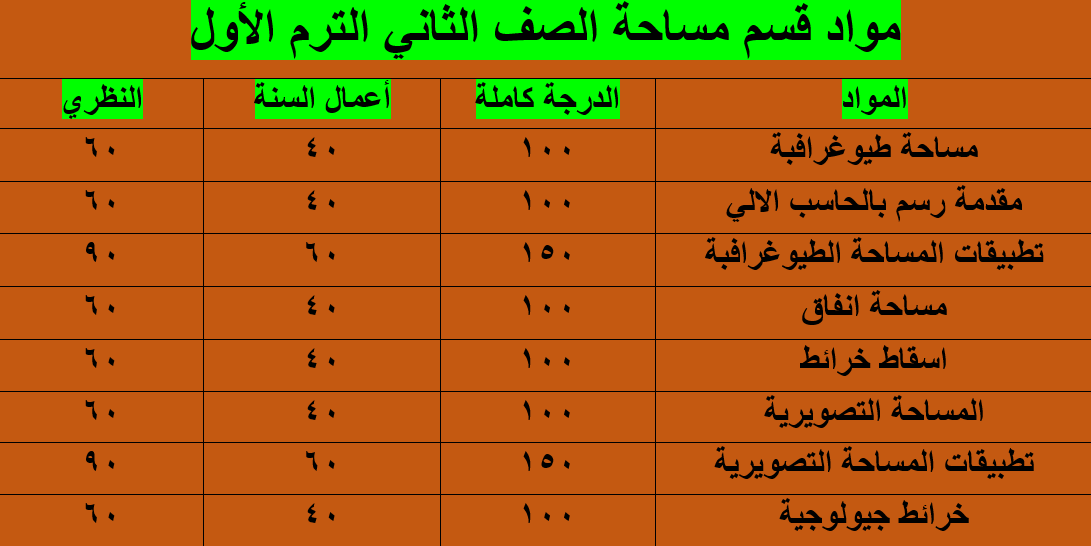 مواد قسم مساحة الصف الثاني الترم الأول
المواد الدرجة كاملة أعمال السنة النظري
مساحة طيوغرافبة ١٠٠ ٤٠ ٦٠
مقدمة رسم بالحاسب الالي ١٠٠ ٤٠ ٦٠
تطبيقات المساحة الطيوغرافبة ١٥٠ ٦٠ ٩٠
مساحة انفاق ١٠٠ ٤٠ ٦٠
اسقاط خرائط ١٠٠ ٤٠ ٦٠
المساحة التصويرية ١٠٠ ٤٠ ٦٠
تطبيقات المساحة التصويرية ١٥٠ ٦٠ ٩٠
خرائط جيولوجية ١٠٠ ٤٠ ٦٠